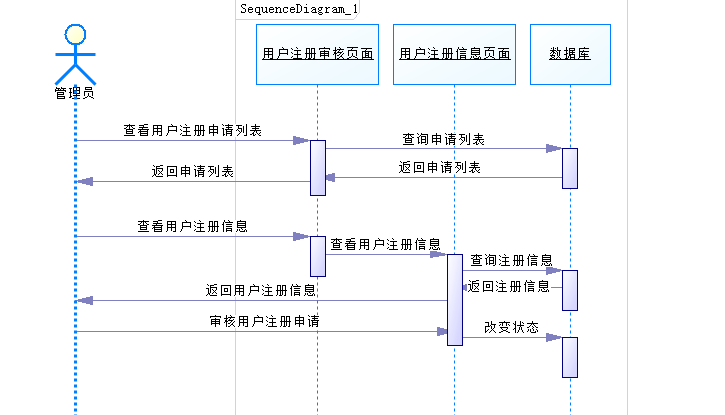 SequenceDiagram_1
用户注册审核页面
用户注册信息页面
数据库
管理员
查看用户注册申请列表
查询申请列表
返回申请列表
返回申请列表
查看用户注册信息
查看用户注册信息
查询注册信息
返回注册信息
返回用户注册信息
审核用户注册申请
改变状态